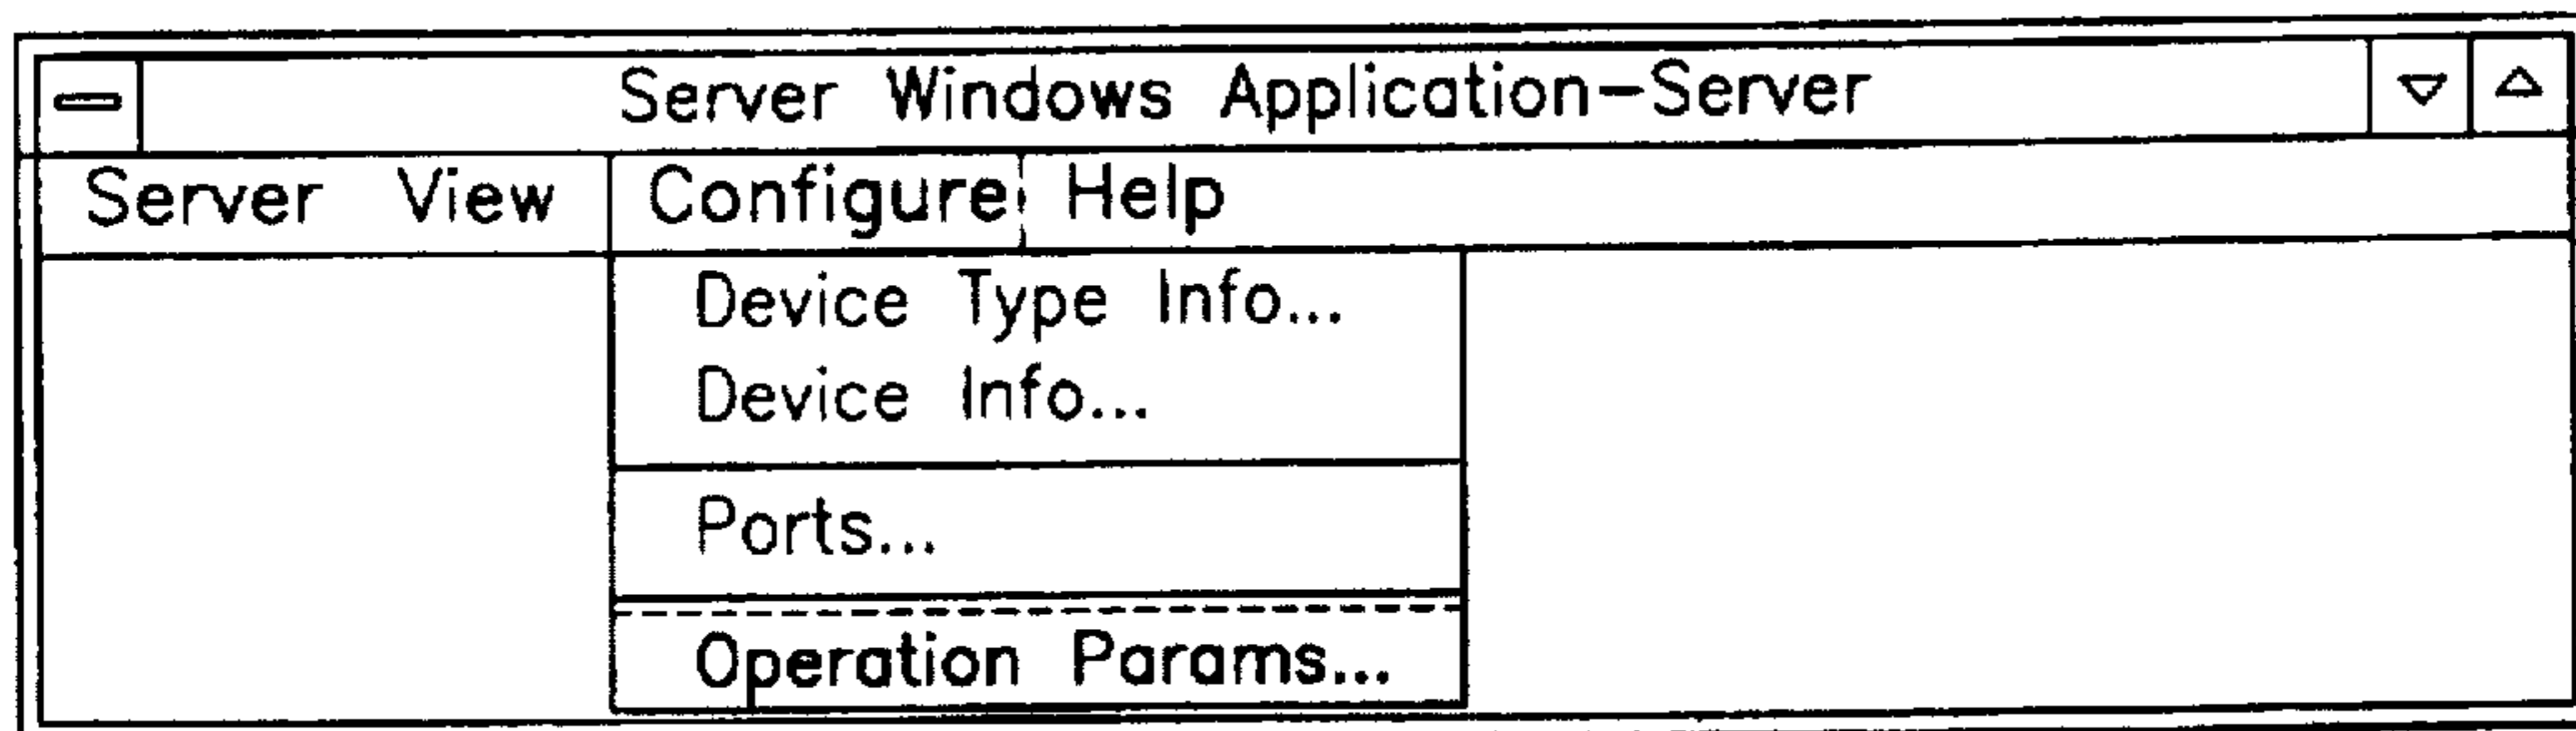 Server Windows Application-Server
Server View Configure Help
Device Type Info...
Device Info...
Ports...
Operation Params...